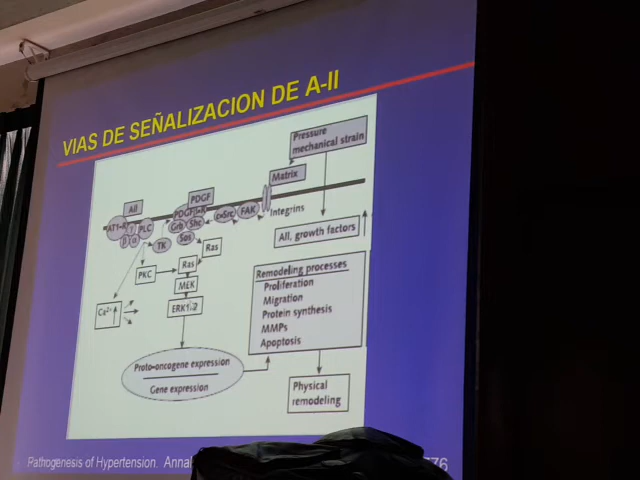 VIAS DE SEÑALIZACION DE A-II
Pressure
mechanical strain
Matrix
AII
PDGF
AT1-R
γ
PLC
β
α
TK
PDGFβ-R
Grb
Shc
Sos
c-Src
FAK
Integrins
AII, growth factors
Ras
Ras
PKC
MEK
ERK1/2
Ca2+
Remodeling processes
Proliferation
Migration
Protein synthesis
MMPs
Apoptosis
Proto-oncogene expression
Gene expression
Physical
remodeling
Pathogenesis of Hypertension. Annal
776